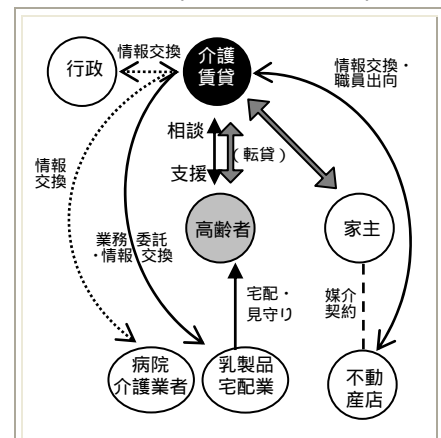 情報交換
行政
介護
賃貸
情報交換・
職員出向
相談
（転貸）
支援
情報
交換
高齢者
家主
業務 委託
・情報 交換
宅配・
見守り
媒介
契約
病院
介護業者
乳製品
宅配業
不動
産店